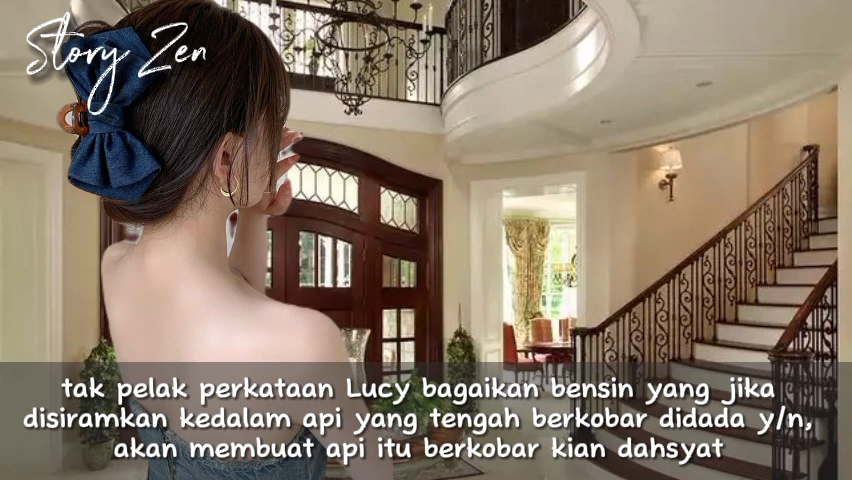 Story Zen
tak pelak perkataan Lucy bagaikan bensin yang jika
disiramkan kedalam api yang tengah berkobar didada y/n,
akan membuat api itu berkobar kian dahsyat